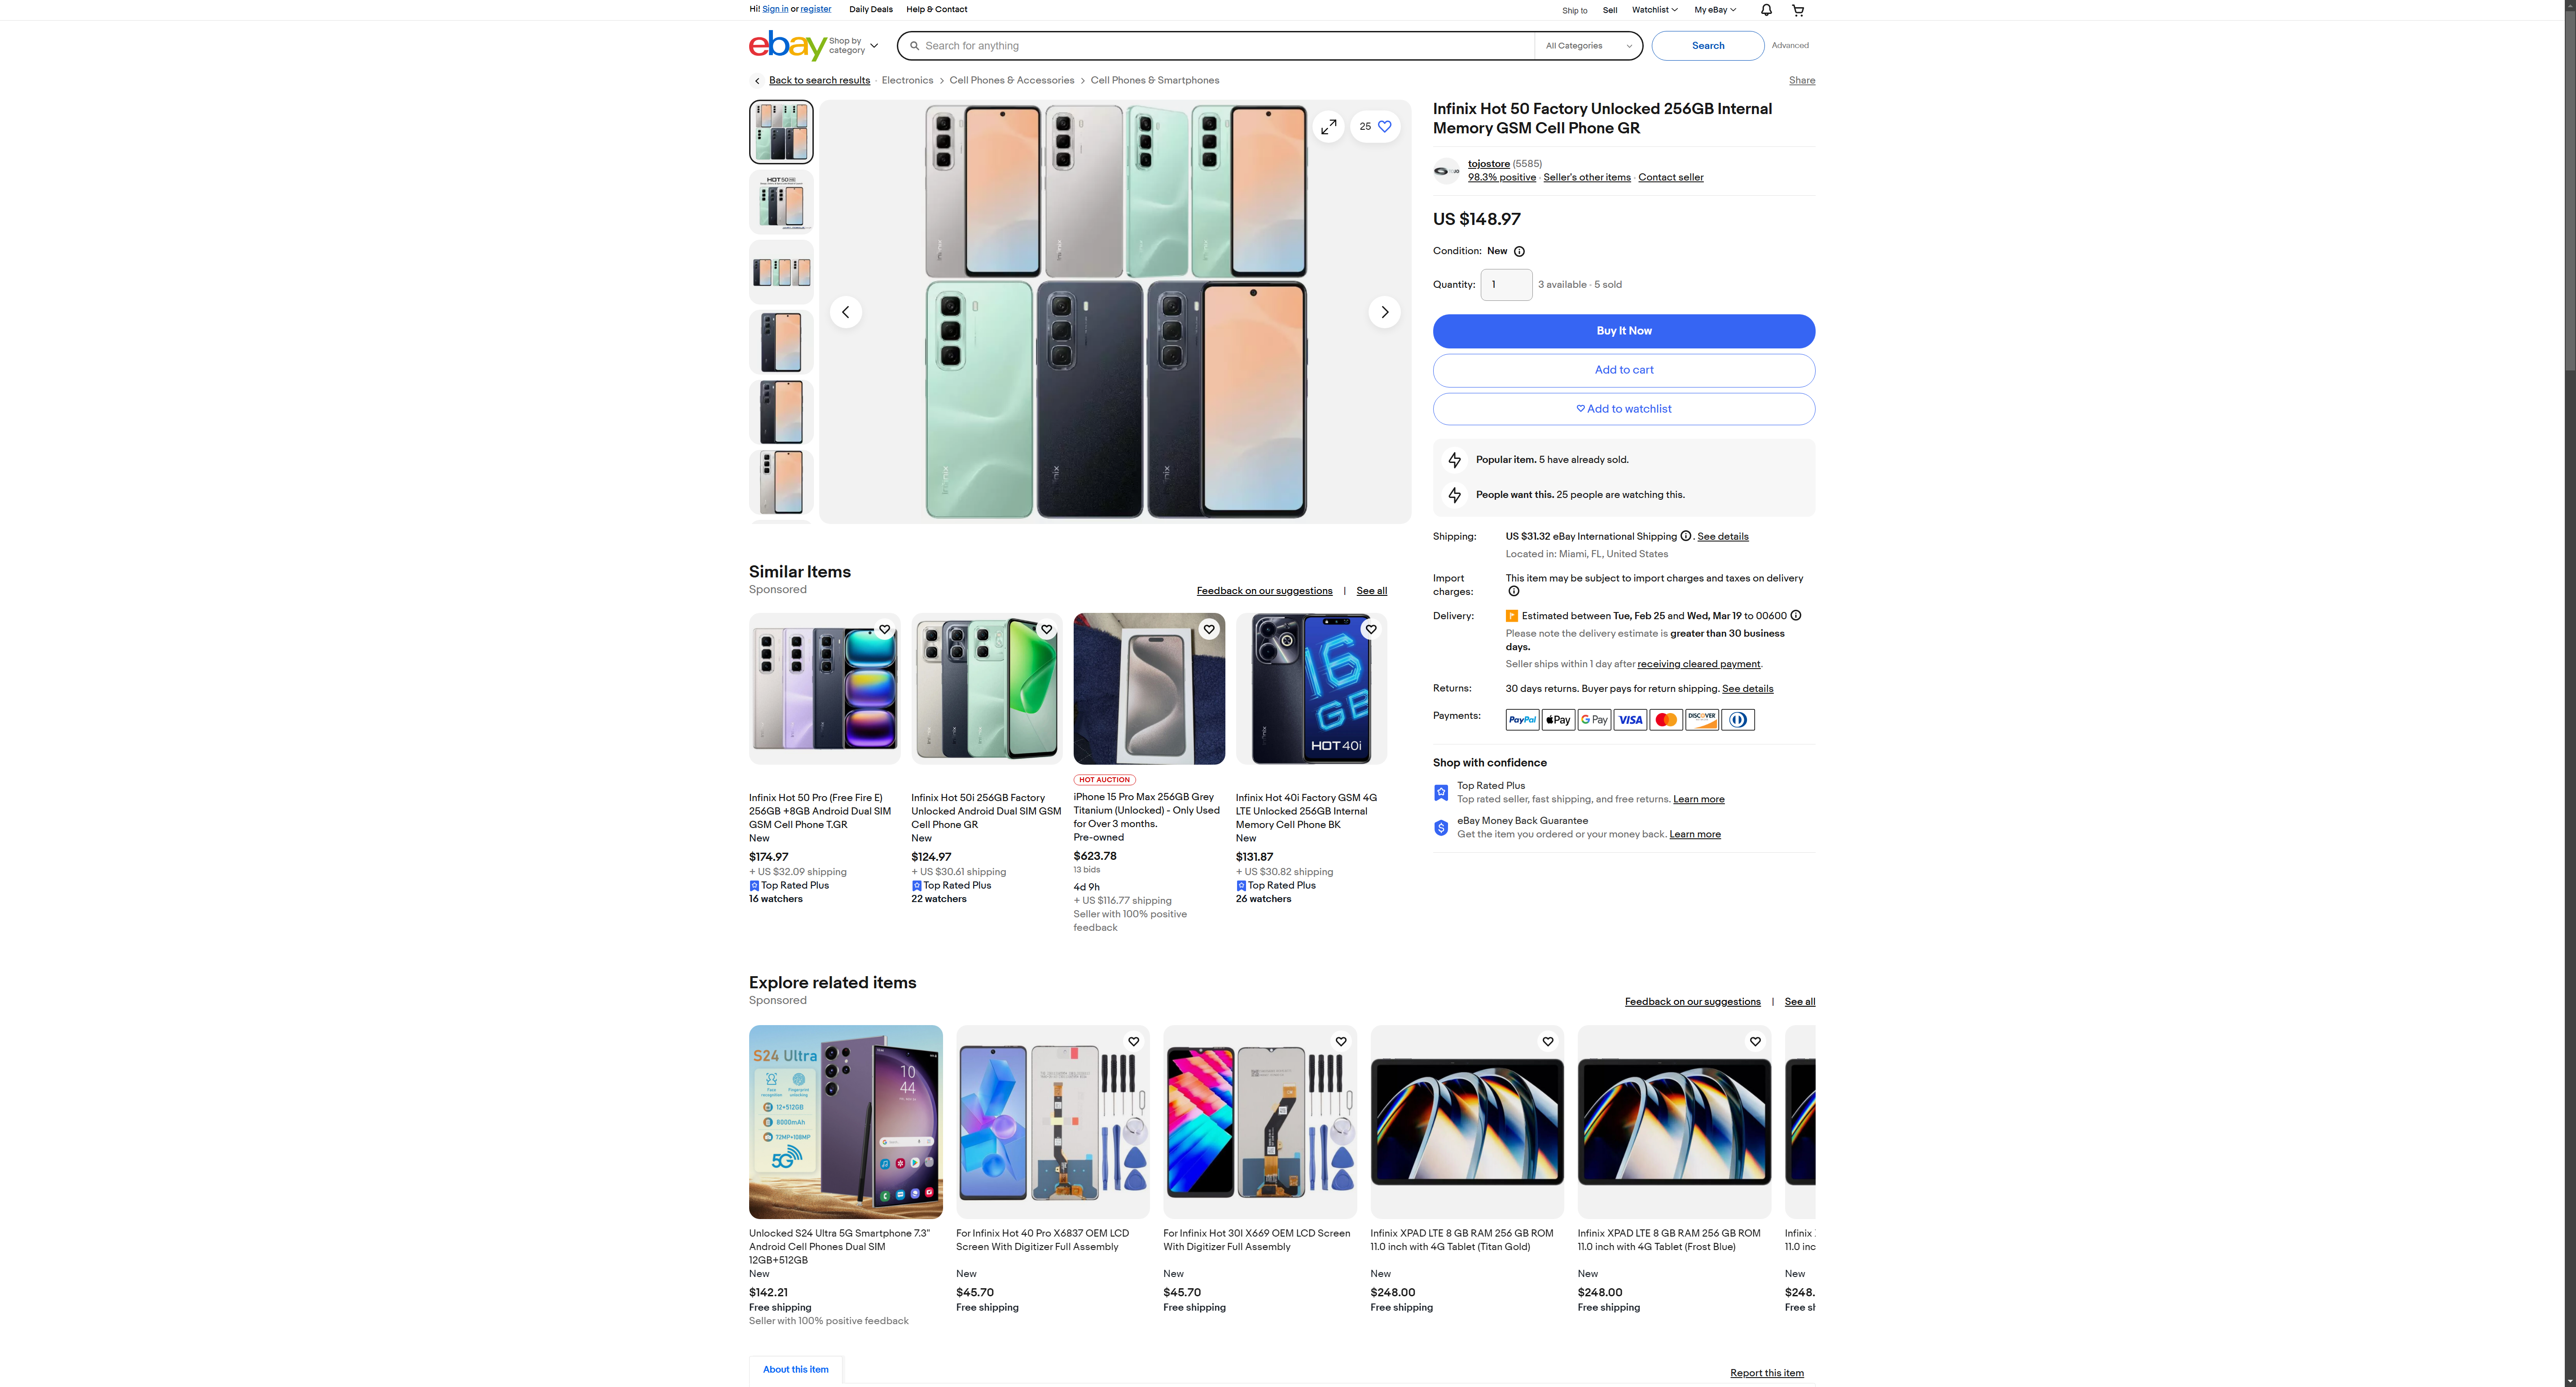 Hi! Sign in or register
Daily Deals
Help & Contact
Ship to
Sell
Watchlist
My eBay
ebay
Shop by
category
Search for anything
All Categories
Search
Advanced
Back to search results · Electronics > Cell Phones & Accessories > Cell Phones & Smartphones
Share
25
Infinix Hot 50 Factory Unlocked 256GB Internal
Memory GSM Cell Phone GR
tojostore (5585)
98.3% positive · Seller's other items · Contact seller
US $148.97
Condition: New
Quantity: 1 3 available · 5 sold
Buy It Now
Add to cart
Add to watchlist
Popular item. 5 have already sold.
People want this. 25 people are watching this.
Shipping: US $31.32 eBay International Shipping . See details
Located in: Miami, FL, United States
Import
charges:
This item may be subject to import charges and taxes on delivery
Delivery: Estimated between Tue, Feb 25 and Wed, Mar 19 to 00600
Please note the delivery estimate is greater than 30 business
days.
Seller ships within 1 day after receiving cleared payment.
Returns: 30 days returns. Buyer pays for return shipping. See details
Payments: PayPal Pay G Pay VISA DISCOVER
Shop with confidence
Top Rated Plus
Top rated seller, fast shipping, and free returns. Learn more
eBay Money Back Guarantee
Get the item you ordered or your money back. Learn more
Similar Items
Sponsored
Feedback on our suggestions | See all
16
GB
HOT 40i
Infinix Hot 50 Pro (Free Fire E)
256GB +8GB Android Dual SIM
GSM Cell Phone T.GR
New
$174.97
+ US $32.09 shipping
Top Rated Plus
16 watchers
Infinix Hot 50i 256GB Factory
Unlocked Android Dual SIM GSM
Cell Phone GR
New
$124.97
+ US $30.61 shipping
Top Rated Plus
22 watchers
HOT AUCTION
iPhone 15 Pro Max 256GB Grey
Titanium (Unlocked) - Only Used
for Over 3 months.
Pre-owned
$623.78
13 bids
4d 9h
+ US $116.77 shipping
Seller with 100% positive
feedback
Infinix Hot 40i Factory GSM 4G
LTE Unlocked 256GB Internal
Memory Cell Phone BK
New
$131.87
+ US $30.82 shipping
Top Rated Plus
26 watchers
Explore related items
Sponsored
Feedback on our suggestions | See all
S24 Ultra
Face
recognition
Fingerprint
unlocking
12+512GB
8000mAh
72MP+108MP
5G
10
44
Unlocked S24 Ultra 5G Smartphone 7.3"
Android Cell Phones Dual SIM
12GB+512GB
New
$142.21
Free shipping
Seller with 100% positive feedback
For Infinix Hot 40 Pro X6837 OEM LCD
Screen With Digitizer Full Assembly
New
$45.70
Free shipping
For Infinix Hot 30I X669 OEM LCD Screen
With Digitizer Full Assembly
New
$45.70
Free shipping
Infinix XPAD LTE 8 GB RAM 256 GB ROM
11.0 inch with 4G Tablet (Titan Gold)
New
$248.00
Free shipping
Infinix XPAD LTE 8 GB RAM 256 GB ROM
11.0 inch with 4G Tablet (Frost Blue)
New
$248.00
Free shipping
Infinix
11.0 inc
New
$248.
Free sh
About this item
Report this item